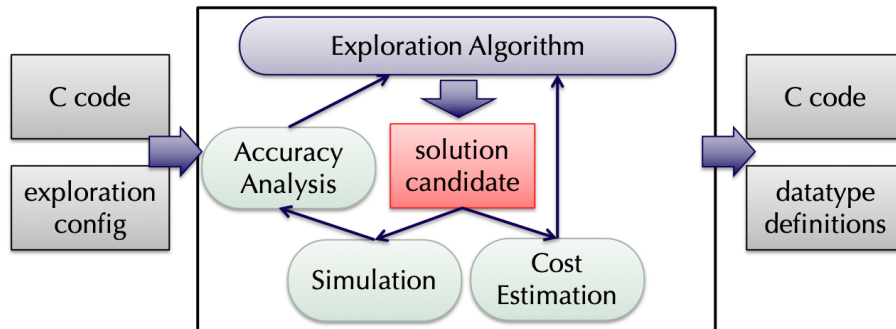 Exploration Algorithm
C code
exploration
config
Accuracy
Analysis
solution
candidate
Simulation
Cost
Estimation
C code
datatype
definitions